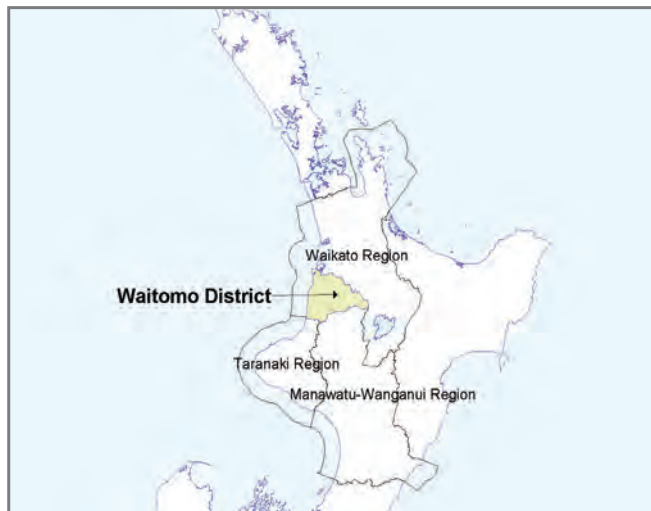 Waikato Region
Waitomo District
Taranaki Region
Manawatu-Wanganui Region